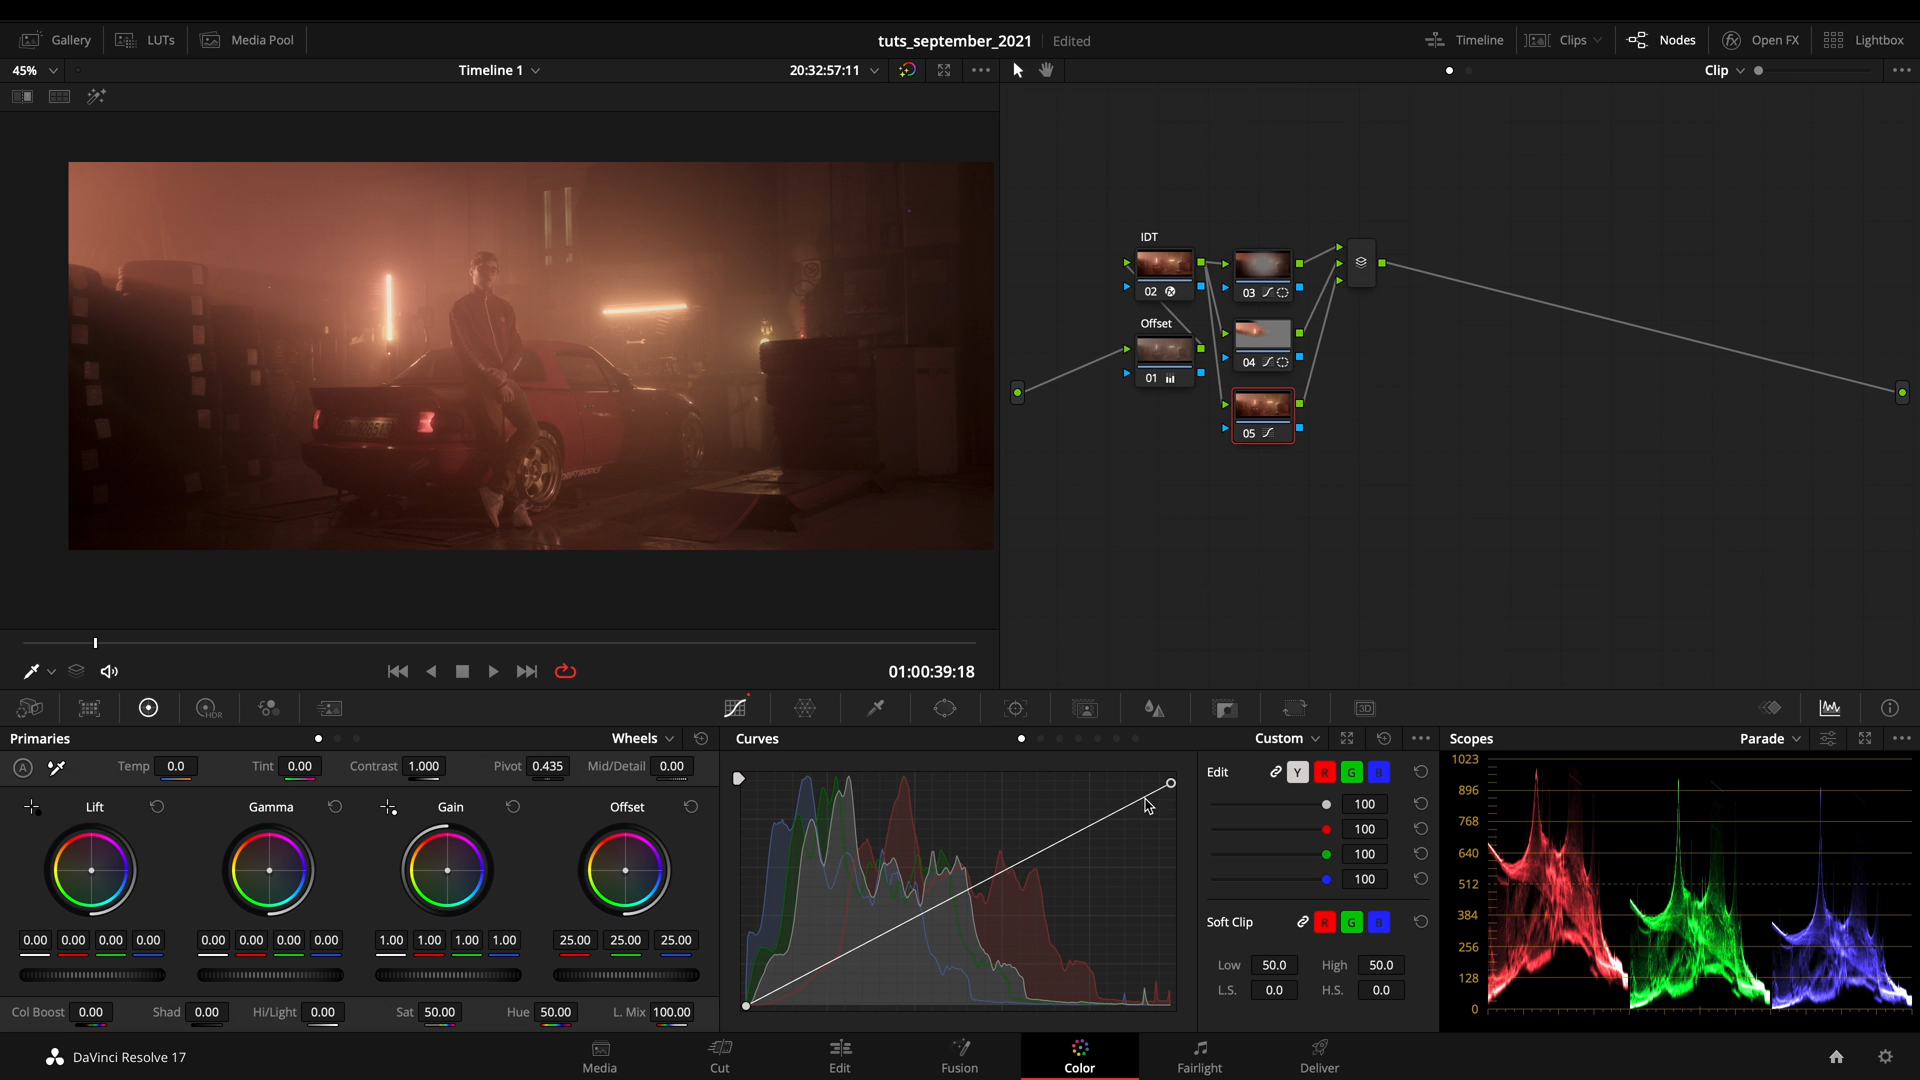 Gallery LUTs Media Pool tuts_september_2021 Edited Timeline Clips Nodes Open FX Lightbox
45% Timeline 1 20:32:57:11 Clip
IDT
02
03
Offset
01
04
05
01:00:39:18
HDR 3D
Primaries Wheels Curves Custom Scopes Parade
A Temp 0.0 Tint 0.00 Contrast 1.000 Pivot 0.435 Mid/Detail 0.00
Lift Gamma Gain Offset
0.00 0.00 0.00 0.00 0.00 0.00 0.00 0.00 1.00 1.00 1.00 1.00 25.00 25.00 25.00
Col Boost 0.00 Shad 0.00 Hi/Light 0.00 Sat 50.00 Hue 50.00 L. Mix 100.00
Edit Y R G B
100
100
100
100
Soft Clip R G B
Low 50.0 High 50.0
L.S. 0.0 H.S. 0.0
1023
896
768
640
512
384
256
128
0
DaVinci Resolve 17
Media Cut Edit Fusion Color Fairlight Deliver